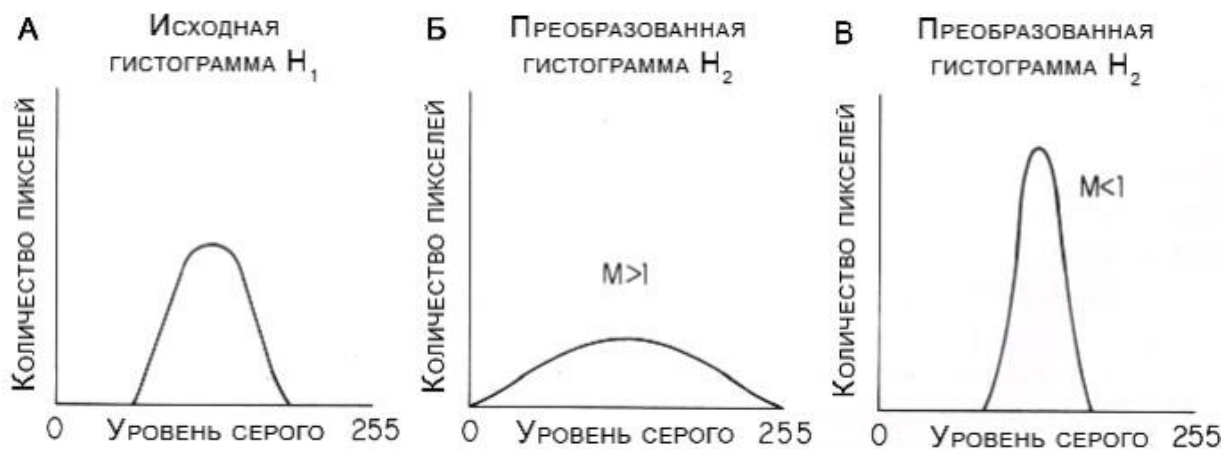 А
Исходная
гистограмма H1
Количество пикселей
0 Уровень серого 255
Б
Преобразованная
гистограмма H2
Количество пикселей
M>1
0 Уровень серого 255
В
Преобразованная
гистограмма H2
Количество пикселей
M<1
0 Уровень серого 255